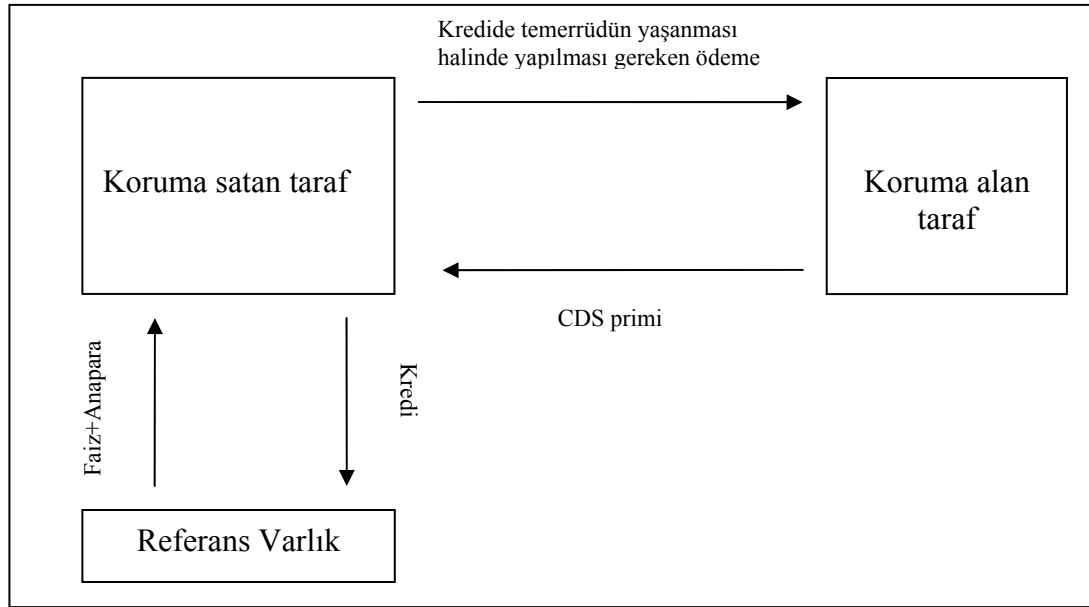 Kredide temerrüdün yaşanması
halinde yapılması gereken ödeme
Koruma satan taraf
Koruma alan
taraf
CDS primi
Faiz+Anapara
Kredi
Referans Varlık